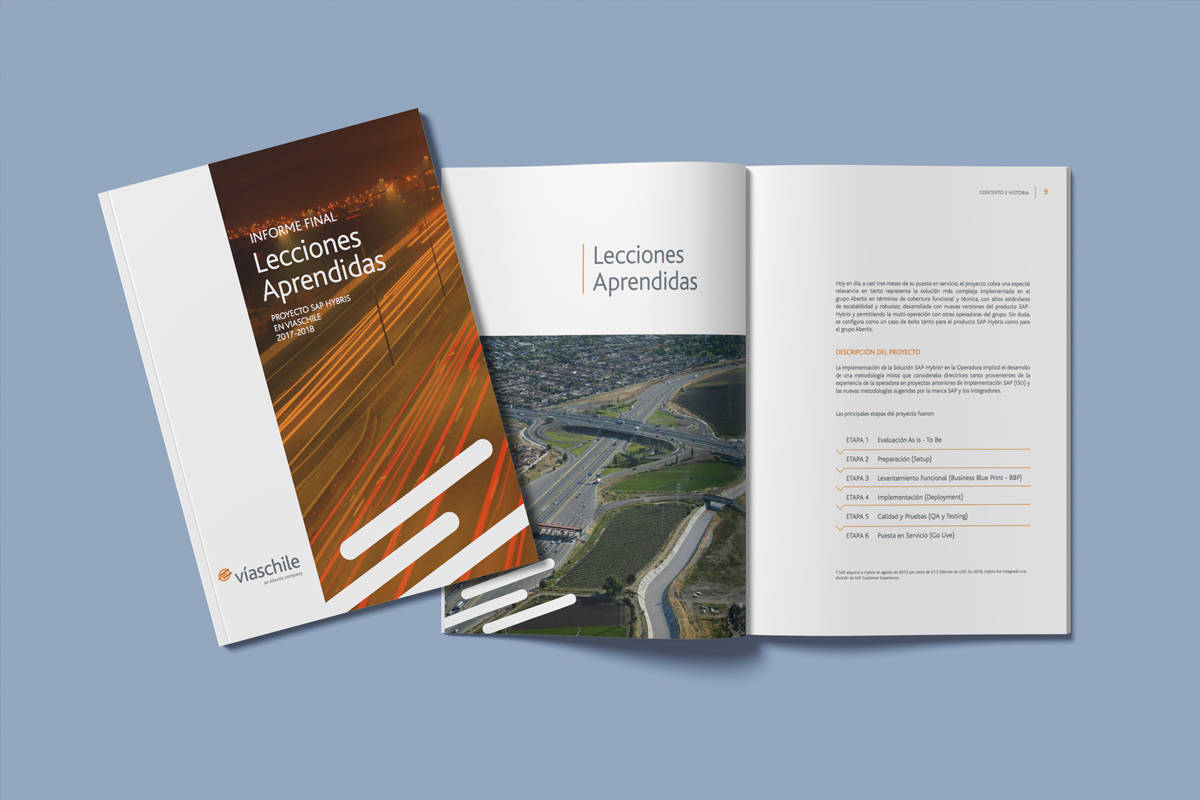 INFORME FINAL
Lecciones
Aprendidas
PROYECTO SAP HYBRIS
EN VIASCHILE
2017-2018
víaschile
an Abertis company
Lecciones
Aprendidas
CONTEXTO E HISTORIA 9
Hoy en día, a casi tres meses de su puesta en servicio, el proyecto cobra una especial
relevancia en tanto representa la solución más compleja implementada en el
grupo Abertis en términos de cobertura funcional y técnica, con altos estándares
de escalabilidad y robustez, desarrollada con nuevas versiones del producto SAP-
Hybris y permitiendo la multi-operación con otras operadoras del grupo. Sin duda,
se configura como un caso de éxito tanto para el producto SAP-Hybris como para
el grupo Abertis.
DESCRIPCIÓN DEL PROYECTO
La implementación de la Solución SAP-Hybris² en la Operadora implicó el desarrollo
de una metodología mixta que consideraba directrices tanto provenientes de la
experiencia de la operadora en proyectos anteriores de implementación SAP (ISU) y
las nuevas metodologías sugeridas por la marca SAP y los integradores.
Las principales etapas del proyecto fueron:
ETAPA 1 Evaluación As is - To Be
ETAPA 2 Preparación (Setup)
ETAPA 3 Levantamiento Funcional (Business Blue Print - BBP)
ETAPA 4 Implementación (Deployment)
ETAPA 5 Calidad y Pruebas (QA y Testing)
ETAPA 6 Puesta en Servicio (Go Live)
SAP adquirió a Hybris en agosto de 2013 por cerca de billones de USD. En 2018, Hybris fue integrado a la
división de SAP Customer Experience.